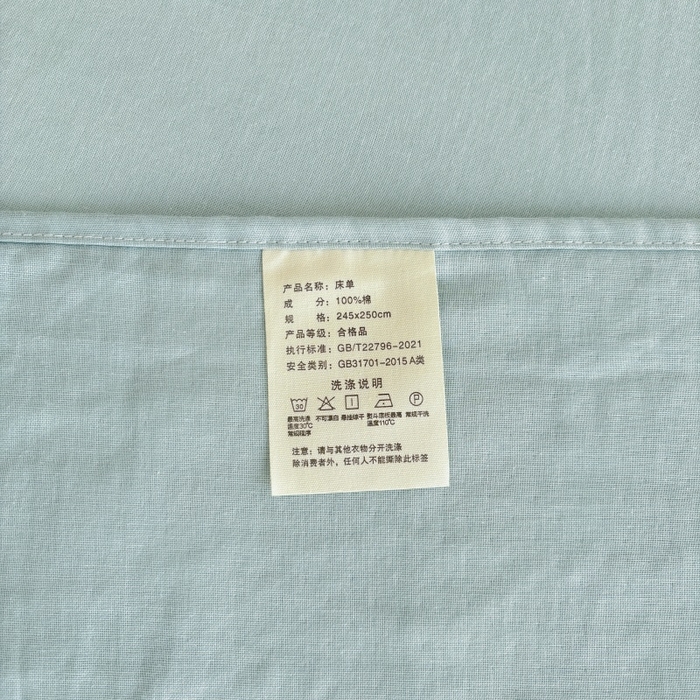 产品名称：床单
成 分：100%棉
规 格：245x250cm
产品等级：合格品
执行标准：GB/T22796-2021
安全类别：GB31701-2015 A类
洗涤说明
30 P
最高洗涤 不可漂白 悬挂晾干 熨斗底板最高 常规干洗
温度30℃ 温度110℃
常规程序
注意：请与其他衣物分开洗涤
除消费者外，任何人不能撕除此标签